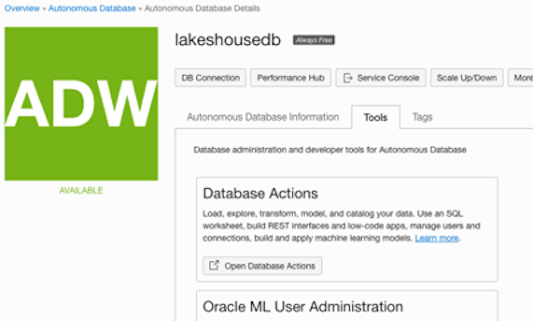 Overview » Autonomous Database » Autonomous Database Details
lakeshousedb Always Free
DB Connection Performance Hub Service Console Scale Up/Down More
ADW
AVAILABLE
Autonomous Database Information Tools Tags
Database administration and developer tools for Autonomous Database
Database Actions
Load, explore, transform, model, and catalog your data. Use an SQL
worksheet, build REST interfaces and low-code apps, manage users and
connections, build and apply machine learning models. Learn more.
Open Database Actions
Oracle ML User Administration